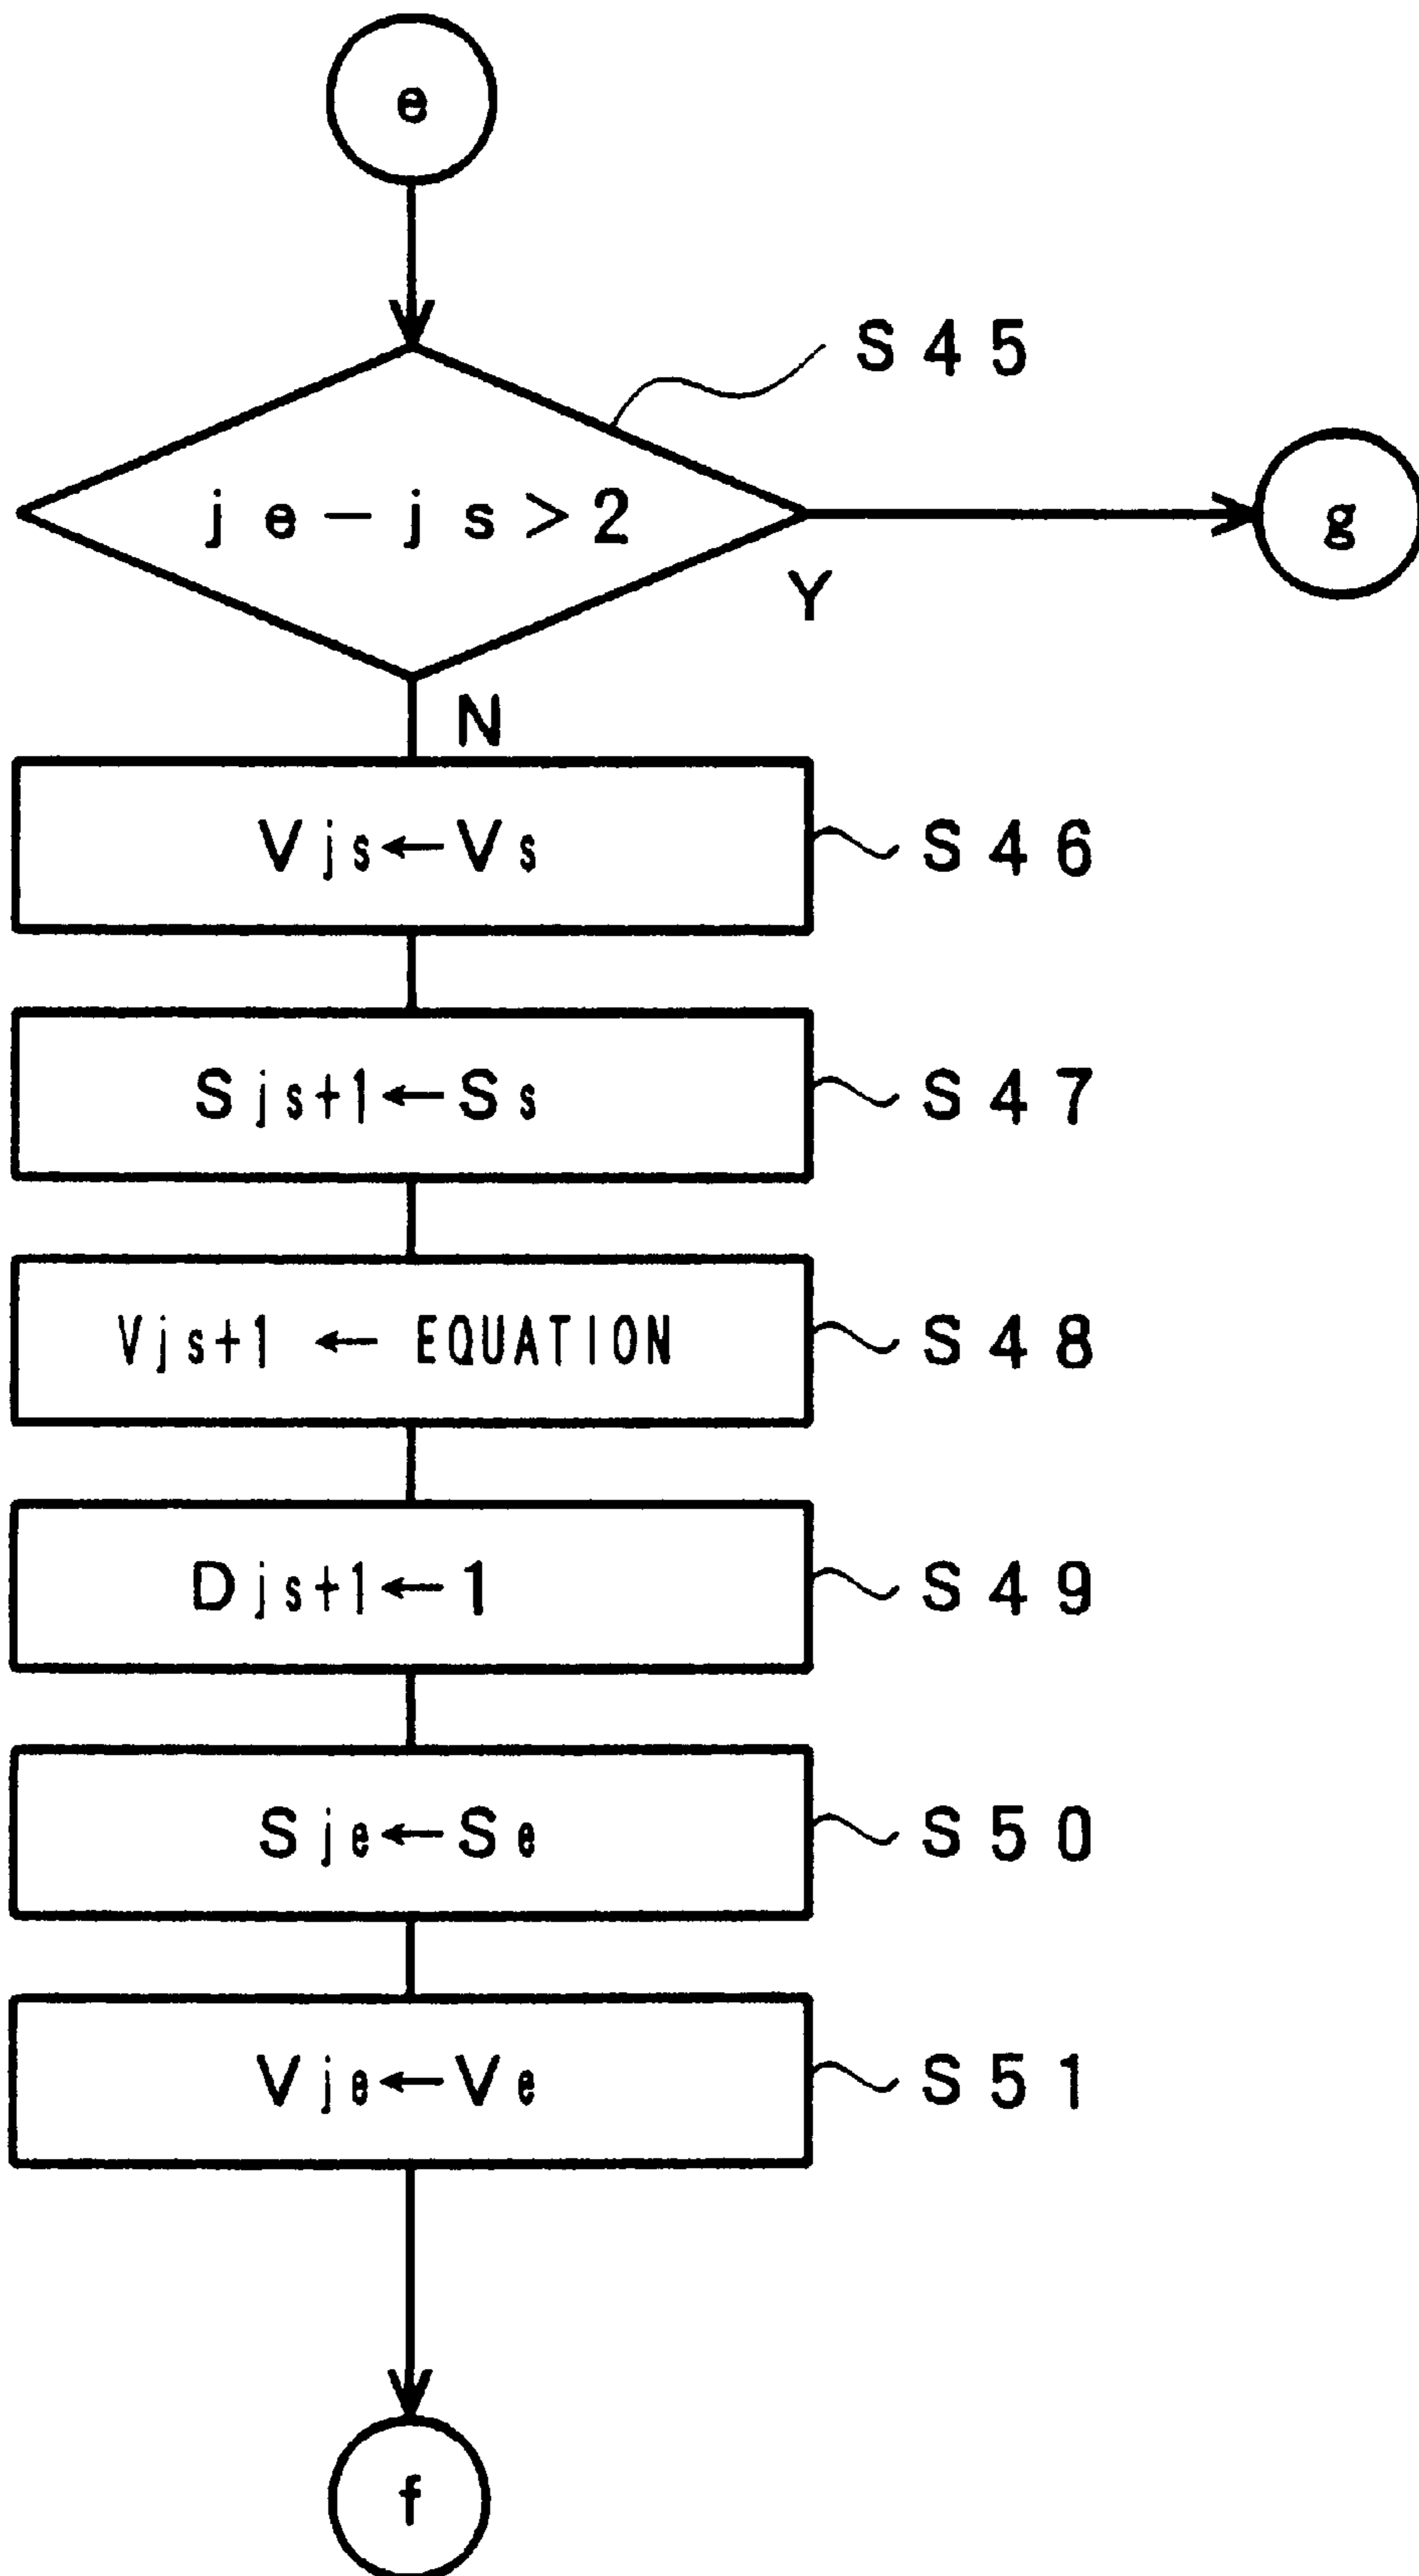 e
S45
je-js>2
g
Y
N
Vjs←Vs
S46
Sjs+1←Ss
S47
Vjs+1 ← EQUATION
S48
Djs+1←1
S49
Sje←Se
S50
Vje←Ve
S51
f